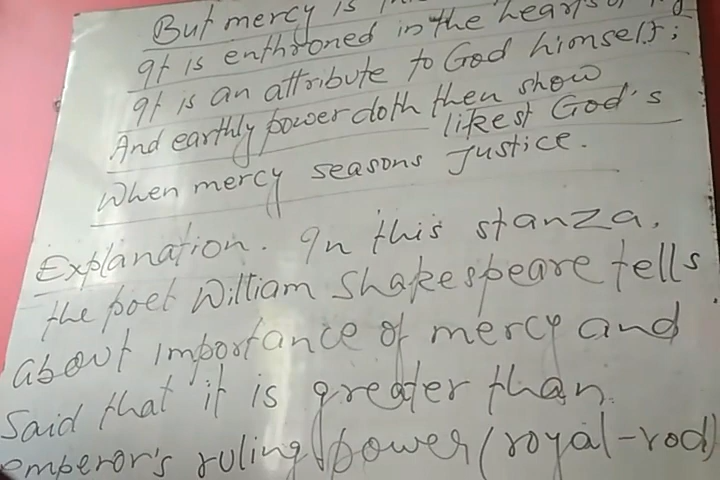 But mercy is
It is enthroned in the hearts of
It is an attribute to God himself;
And earthly power doth then show
likest God's
When mercy seasons Justice.
Explanation. In this stanza,
the poet William Shakespeare tells
about importance of mercy and
Said that it is greater than
emperor's ruling power (royal-rod)